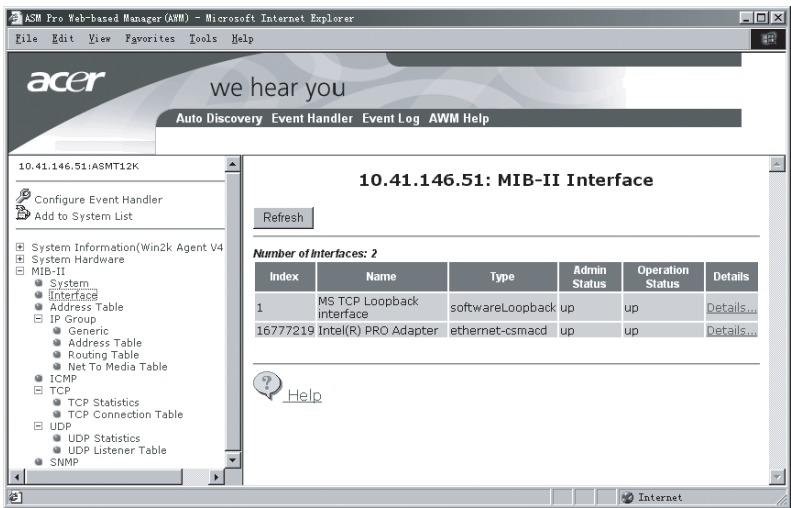 ASM Pro Web-based Manager(AWM) - Microsoft Internet Explorer
File Edit View Favorites Tools Help
acer
we hear you
Auto Discovery Event Handler Event Log AWM Help
10.41.146.51:ASMT12K
Configure Event Handler
Add to System List
System Information(Win2k Agent V4
System Hardware
MIB-II
System
Interface
Address Table
IP Group
Generic
Address Table
Routing Table
Net To Media Table
ICMP
TCP
TCP Statistics
TCP Connection Table
UDP
UDP Statistics
UDP Listener Table
SNMP
10.41.146.51: MIB-II Interface
Refresh
Number of Interfaces: 2
Index Name Type Admin Status Operation Status Details
1 MS TCP Loopback interface softwareLoopback up up Details...
16777219 Intel(R) PRO Adapter ethernet-csmacd up up Details...
? Help
Internet